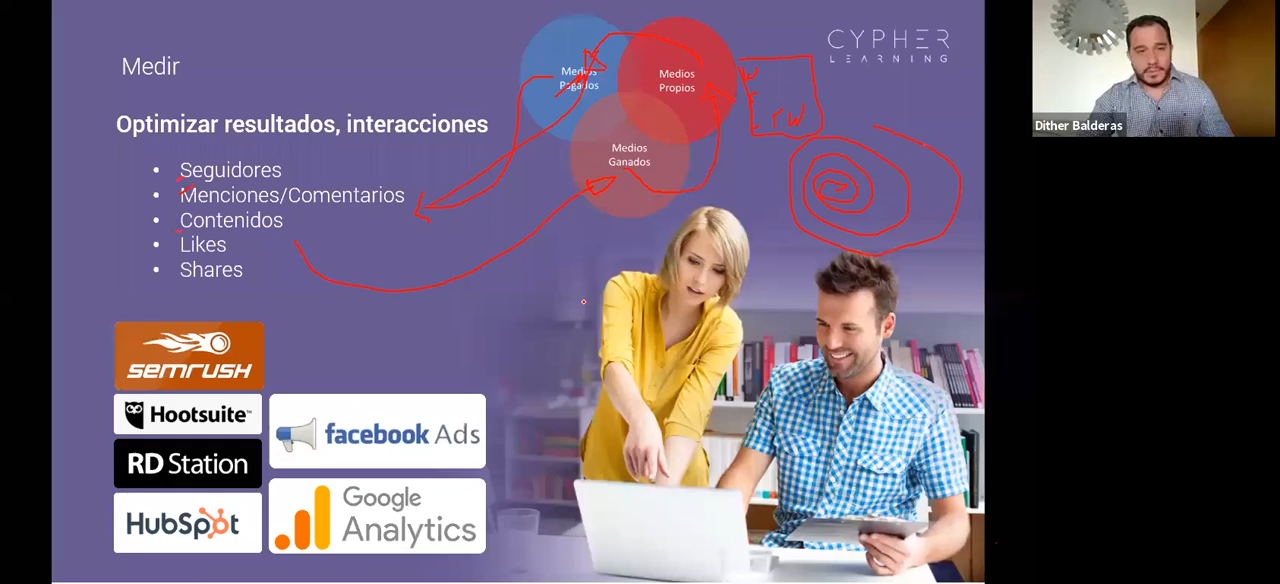 Medir
Optimizar resultados, interacciones
• Seguidores
• Menciones/Comentarios
• Contenidos
• Likes
• Shares
Medios
Pagados
Medios
Propios
Medios
Ganados
CYPHER
LEARNING
Dither Balderas
semrush
Hootsuite™
RD Station
HubSpot
facebook Ads
Google
Analytics